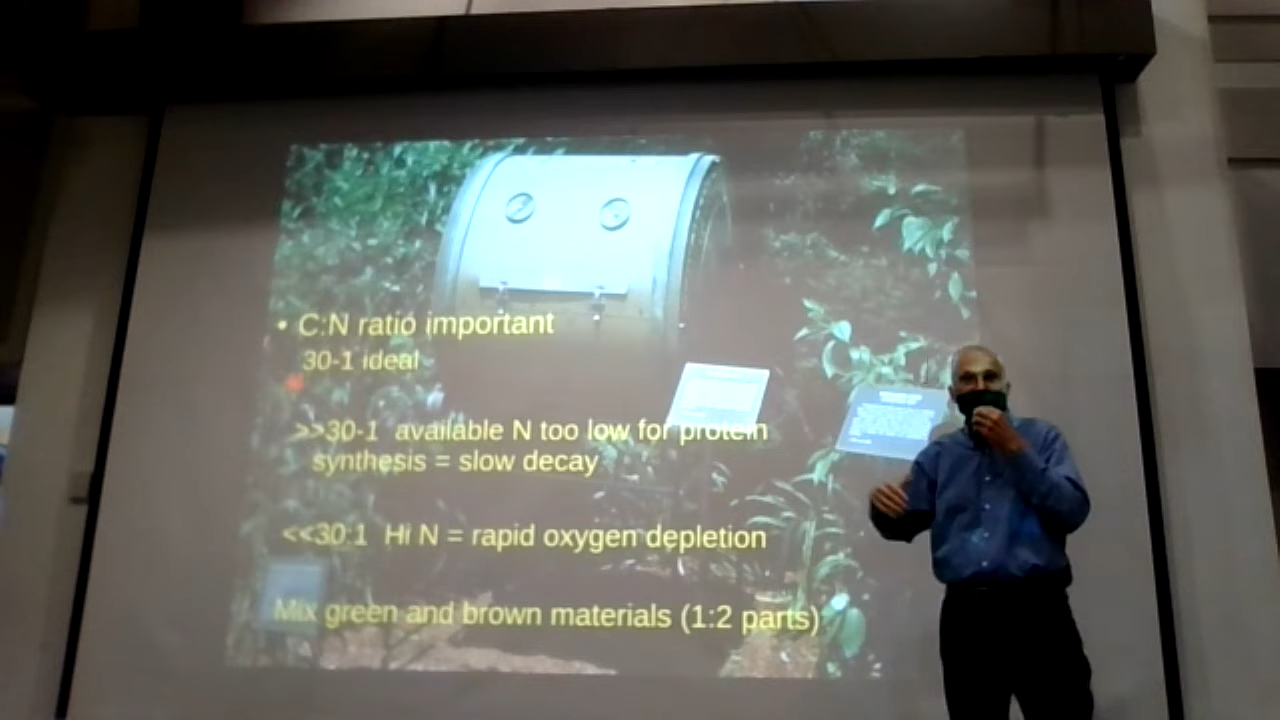 • C:N ratio important
30-1 ideal
>>30-1 available N too low for protein
synthesis = slow decay
<<30:1 Hi N = rapid oxygen depletion
Mix green and brown materials (1:2 parts)